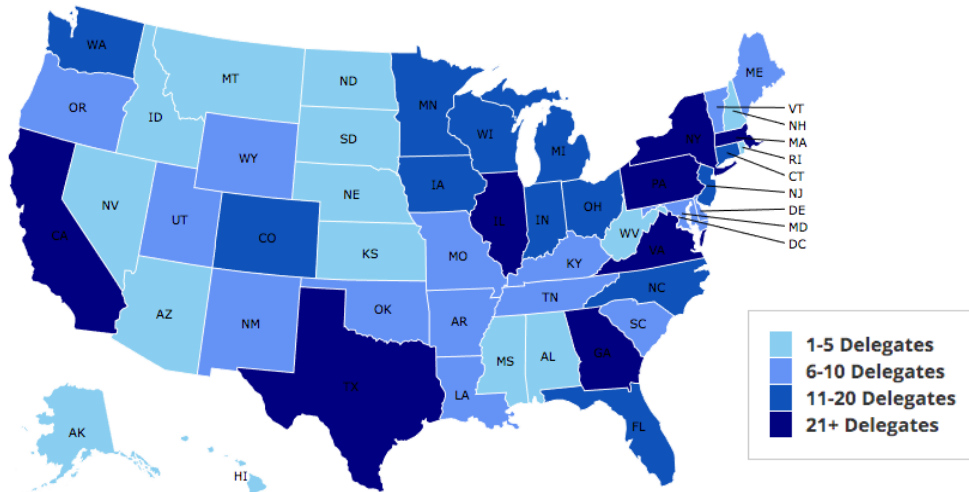 WA
MT
ND
MN
ME
OR
ID
SD
WI
MI
NY
VT
NH
MA
RI
CT
NJ
DE
MD
DC
WY
IA
PA
NE
NV
UT
CO
IL
IN
OH
WV
VA
CA
KS
MO
KY
NC
TN
AZ
NM
OK
AR
SC
MS
AL
GA
TX
LA
FL
AK
HI
1-5 Delegates
6-10 Delegates
11-20 Delegates
21+ Delegates